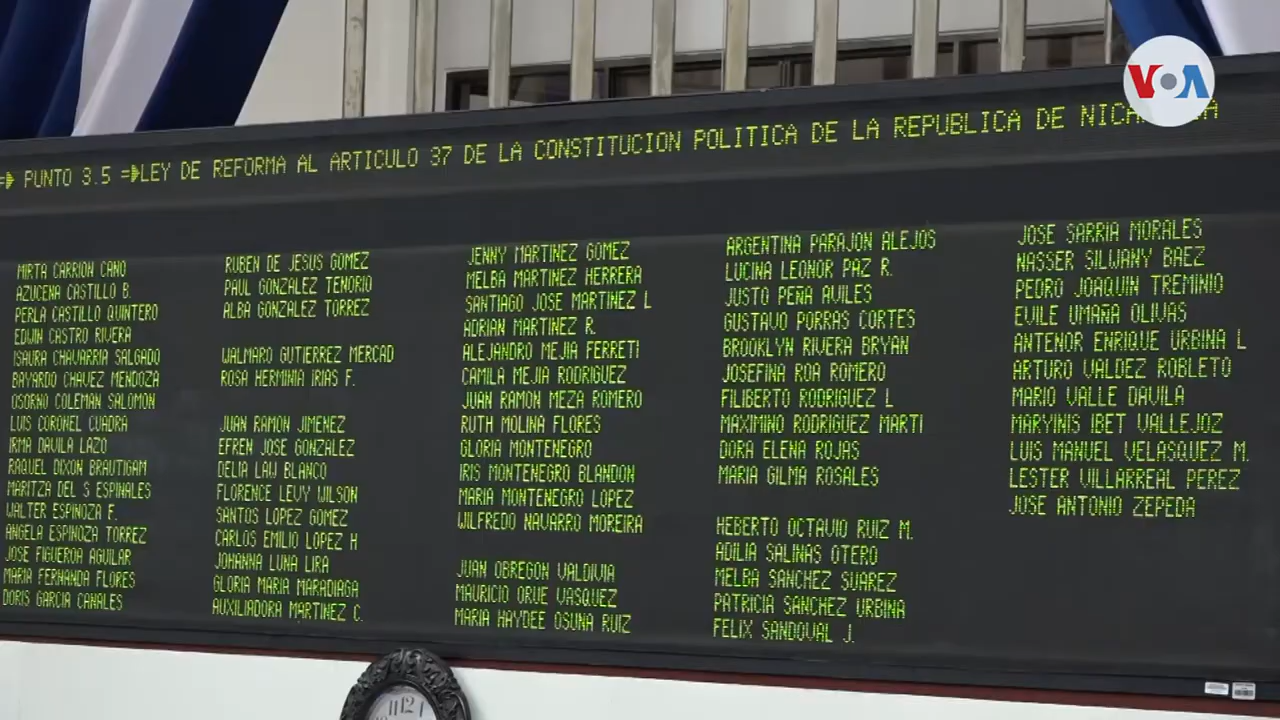 VOA
=> PUNTO 3.5 =>LEY DE REFORMA AL ARTICULO 37 DE LA CONSTITUCION POLITICA DE LA REPUBLICA DE
MIRTA CARRION CANO
AZUCENA CASTILLO B.
PERLA CASTILLO QUINTERO
EDWIN CASTRO RIVERA
ISAURA CHAVARRIA SALGADO
BAYARDO CHAVEZ MENDOZA
OSORNO COLEMAN SALOMON
LUIS CORONEL CUADRA
IRMA DAVILA LAZO
RAQUEL DIXON BRAUTIGAM
MARITZA DEL S ESPINALES
WALTER ESPINOZA F.
ANGELA ESPINOZA TORREZ
JOSE FIGUEROA AGUILAR
MARIA FERNANDA FLORES
DORIS GARCIA CANALES
RUBEN DE JESUS GOMEZ
PAUL GONZALEZ TENORIO
ALBA GONZALEZ TORREZ
WALMARO GUTIERREZ MERCAD
ROSA HERMINIA IRIAS F.
JUAN RAMON JIMENEZ
EFREN JOSE GONZALEZ
DELIA LAW BLANCO
FLORENCE LEVY WILSON
SANTOS LOPEZ GOMEZ
CARLOS EMILIO LOPEZ H
JOHANNA LUNA LIRA
GLORIA MARIA MARADIAGA
AUXILIADORA MARTINEZ C.
JENNY MARTINEZ GOMEZ
MELBA MARTINEZ HERRERA
SANTIAGO JOSE MARTINEZ L
ADRIAN MARTINEZ R.
ALEJANDRO MEJIA FERRETI
CAMILA MEJIA RODRIGUEZ
JUAN RAMON MEZA ROMERO
RUTH MOLINA FLORES
GLORIA MONTENEGRO
IRIS MONTENEGRO BLANDON
MARIA MONTENEGRO LOPEZ
WILFREDO NAVARRO MOREIRA
JUAN OBREGON VALDIVIA
MAURICIO ORUE VASQUEZ
MARIA HAYDEE OSUNA RUIZ
ARGENTINA PARAJON ALEJOS
LUCINA LEONOR PAZ R.
JUSTO PEÑA AVILES
GUSTAVO PORRAS CORTES
BROOKLYN RIVERA BRYAN
JOSEFINA ROA ROMERO
FILIBERTO RODRIGUEZ L
MAXIMINO RODRIGUEZ MARTI
DORA ELENA ROJAS
MARIA GILMA ROSALES
HEBERTO OCTAVIO RUIZ M.
ADILIA SALINAS OTERO
MELBA SANCHEZ SUAREZ
PATRICIA SANCHEZ URBINA
FELIX SANDOVAL J.
JOSE SARRIA MORALES
NASSER SILWANY BAEZ
PEDRO JOAQUIN TREMINIO
EVILE UMAÑA OLIVAS
ANTENOR ENRIQUE URBINA L
ARTURO VALDEZ ROBLETO
MARIO VALLE DAVILA
MARYINIS IBET VALLEJOZ
LUIS MANUEL VELASQUEZ M.
LESTER VILLARREAL PEREZ
JOSE ANTONIO ZEPEDA
11 12 1